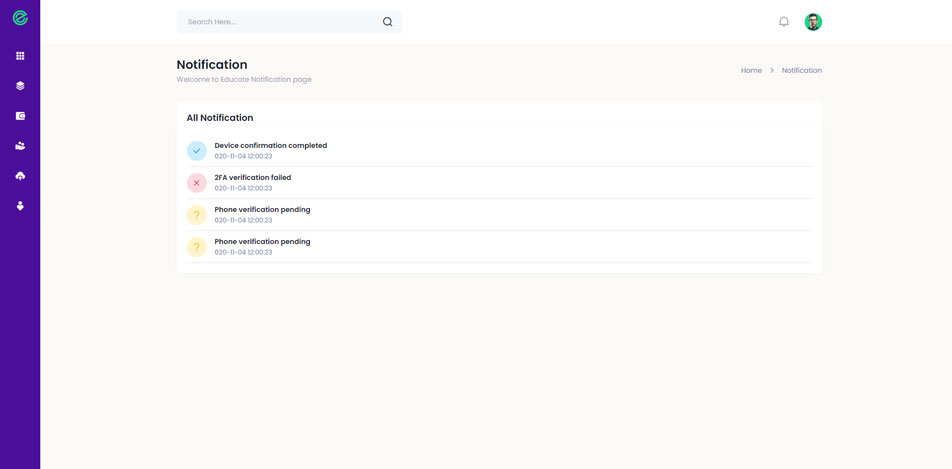 Search Here...
Notification
Welcome to Educate Notification page
Home > Notification
All Notification
Device confirmation completed
020-11-04 12:00:23
2FA verification failed
020-11-04 12:00:23
Phone verification pending
020-11-04 12:00:23
Phone verification pending
020-11-04 12:00:23